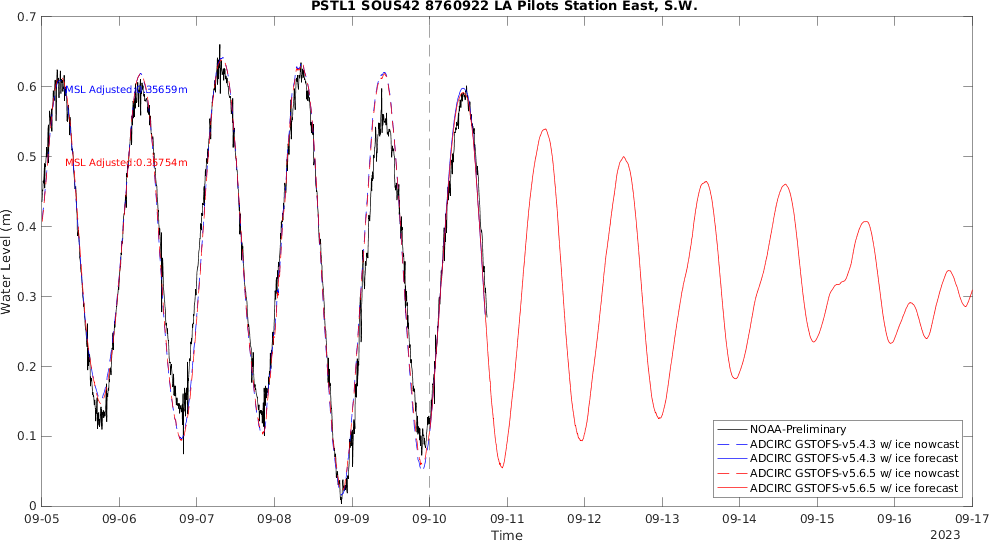 PSTL1 SOUS42 8760922 LA Pilots Station East, S.W.
0.7
0.6
0.5
0.4
0.3
0.2
0.1
0
Water Level (m)
MSL Adjusted:0.35659m
MSL Adjusted:0.35754m
NOAA-Preliminary
ADCIRC GSTOFS-v5.4.3 w/ ice nowcast
ADCIRC GSTOFS-v5.4.3 w/ ice forecast
ADCIRC GSTOFS-v5.6.5 w/ ice nowcast
ADCIRC GSTOFS-v5.6.5 w/ ice forecast
09-05 09-06 09-07 09-08 09-09 09-10 09-11 09-12 09-13 09-14 09-15 09-16 09-17
Time
2023